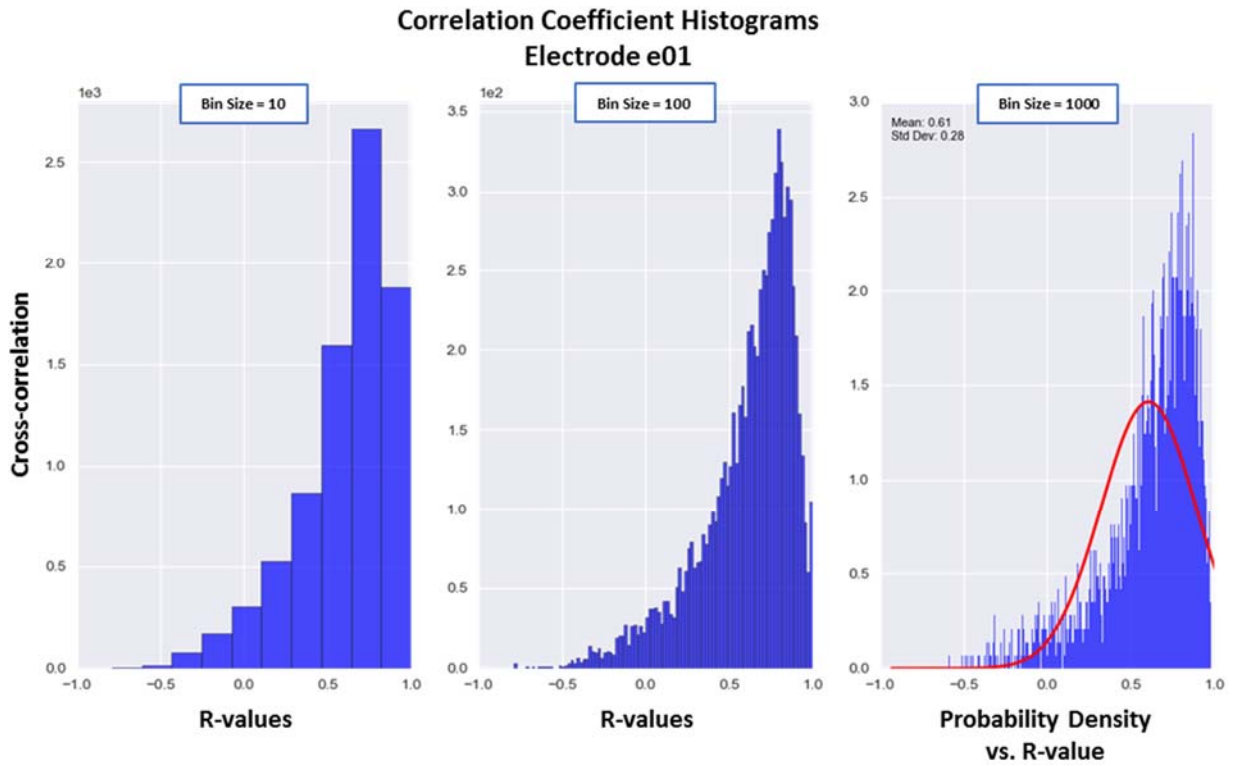 Correlation Coefficient Histograms
Electrode e01
1e3
Bin Size = 10
2.5
2.0
1.5
1.0
0.5
0.0
−1.0 −0.5 0.0 0.5 1.0
R-values
Cross-correlation
1e2
Bin Size = 100
3.5
3.0
2.5
2.0
1.5
1.0
0.5
0.0
−1.0 −0.5 0.0 0.5 1.0
R-values
Bin Size = 1000
Mean: 0.61
Std Dev: 0.28
3.0
2.5
2.0
1.5
1.0
0.5
0.0
−1.0 −0.5 0.0 0.5 1.0
Probability Density
vs. R-value